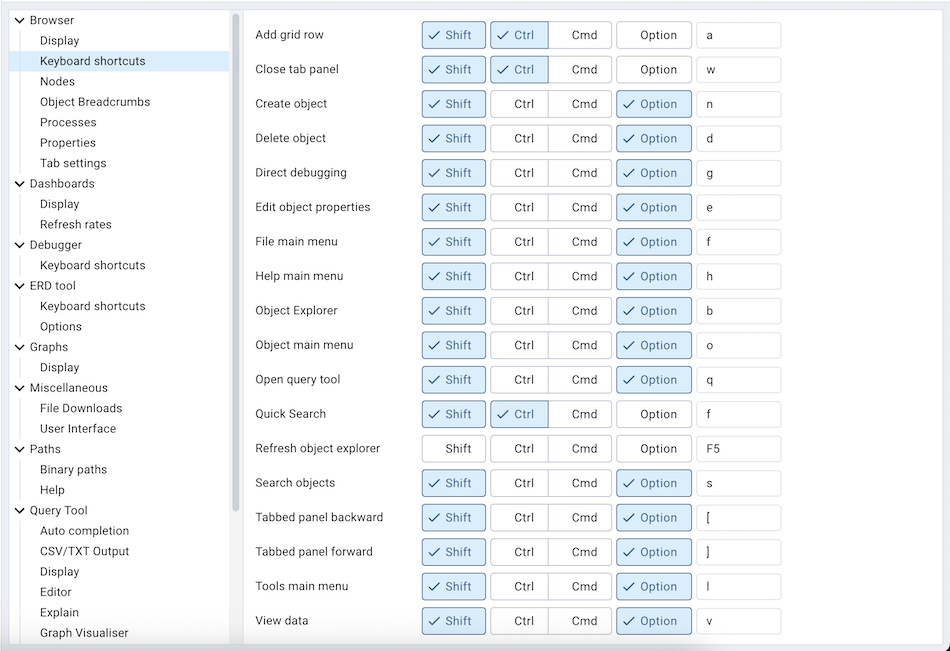 Browser
Display
Keyboard shortcuts
Nodes
Object Breadcrumbs
Processes
Properties
Tab settings
Dashboards
Display
Refresh rates
Debugger
Keyboard shortcuts
ERD tool
Keyboard shortcuts
Options
Graphs
Display
Miscellaneous
File Downloads
User Interface
Paths
Binary paths
Help
Query Tool
Auto completion
CSV/TXT Output
Display
Editor
Explain
Graph Visualiser
Add grid row Shift Ctrl Cmd Option a
Close tab panel Shift Ctrl Cmd Option w
Create object Shift Ctrl Cmd Option n
Delete object Shift Ctrl Cmd Option d
Direct debugging Shift Ctrl Cmd Option g
Edit object properties Shift Ctrl Cmd Option e
File main menu Shift Ctrl Cmd Option f
Help main menu Shift Ctrl Cmd Option h
Object Explorer Shift Ctrl Cmd Option b
Object main menu Shift Ctrl Cmd Option o
Open query tool Shift Ctrl Cmd Option q
Quick Search Shift Ctrl Cmd Option f
Refresh object explorer Shift Ctrl Cmd Option F5
Search objects Shift Ctrl Cmd Option s
Tabbed panel backward Shift Ctrl Cmd Option [
Tabbed panel forward Shift Ctrl Cmd Option ]
Tools main menu Shift Ctrl Cmd Option l
View data Shift Ctrl Cmd Option v